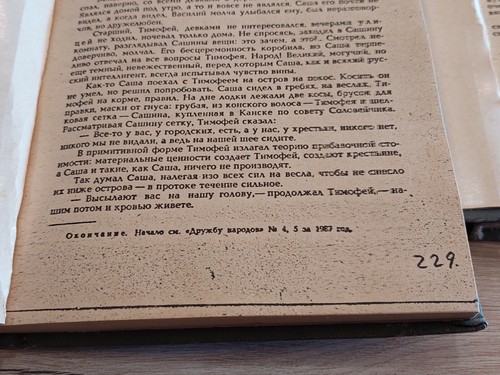 Являлся домой под утро, а то и вовсе не являлся, Саша его почти не
видел, а когда видел, Василий молча улыбался ему, был неразговор-
чив, но дружелюбен.
Старший, Тимофей, девками не интересовался, вечерами
не ходил, ночевал только дома. Не спросясь, заходил в Сашину
комнату, разглядывал Сашины вещи: это зачем, а это?.. Смотрел не-
доверчиво, молчал. Его бесцеремонность коробила, но Саша терпе-
ливо отвечал на все вопросы Тимофея. Народ! Великий, могучий, но
еще темный, невежественный, перед которым Саша, как и всякий рус-
ский интеллигент, всегда испытывал чувство вины.
Как-то Саша поехал с Тимофеем на остров на покос. Косить он
не умел, но решил попробовать. Саша сидел в гребях, на веслах, Ти-
мофей на корме, правил. На дне лодки лежали две косы, брусок для
правки, маски от гнуса: грубая, из конского волоса — Тимофея и шел-
ковая сетка — Сашина, купленная в Канске по совету Соловейчика.
Рассматривая Сашину сетку, Тимофей сказал:
— Все-то у вас, у городских, есть, а у нас, у хрестьян, никого нет,
никого мы не видали, а ведь на нашей шее сидите.
В примитивной форме Тимофей излагал теорию прибавочной сто-
имости: материальные ценности создает Тимофей, создают крестьяне,
а Саша и такие, как Саша, ничего не производят.
Так думал Саша, налегая изо всех сил на весла, чтобы не снесло
их ниже острова — в протоке течение сильное.
— Высылают вас на нашу голову,— продолжал Тимофей,— на-
шим потом и кровью живете.
Окончание. Начало см. «Дружбу народов» № 4, 5 за 1987 год.
229.